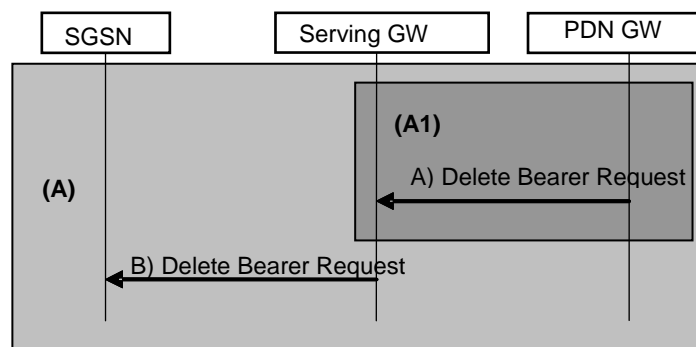 SGSN
Serving GW
PDN GW
(A1)
(A)
A) Delete Bearer Request
B) Delete Bearer Request